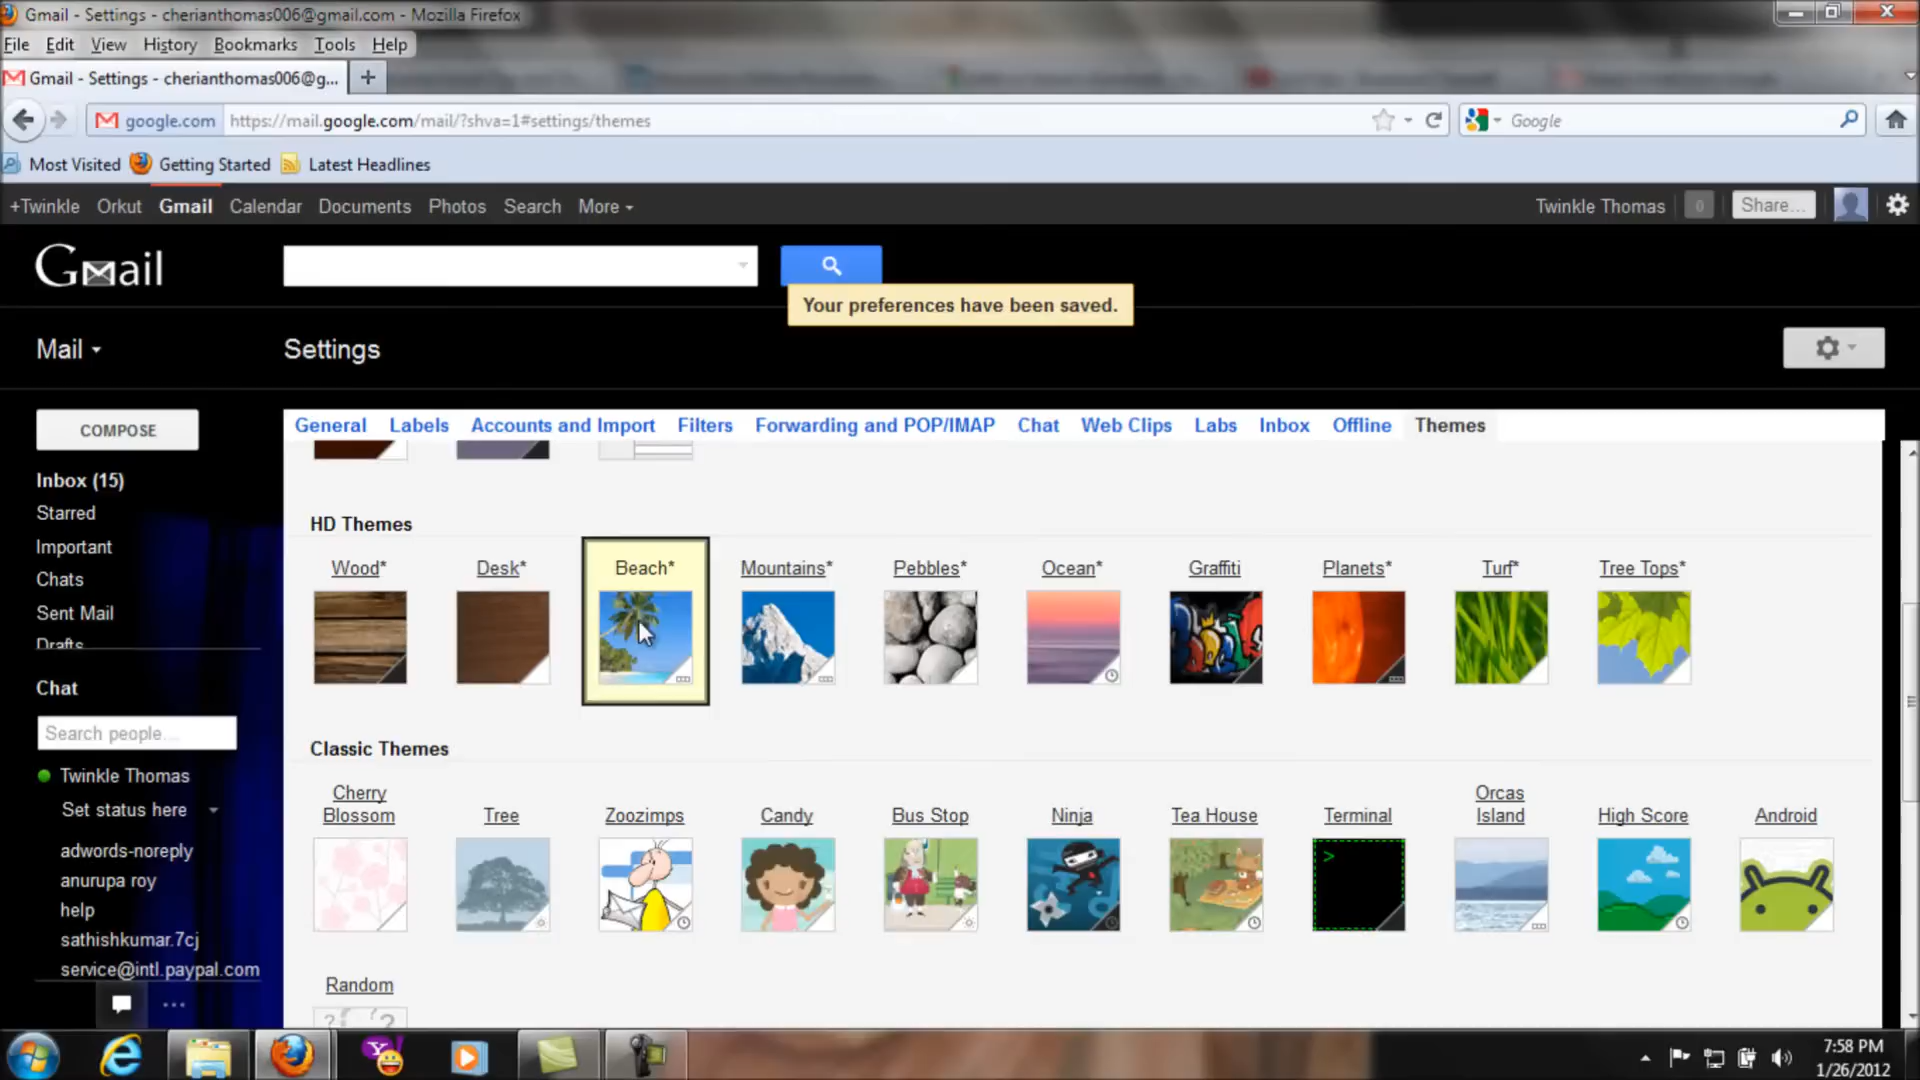 Gmail - Settings - cherianthomas006@gmail.com - Mozilla Firefox
File Edit View History Bookmarks Tools Help
Gmail - Settings - cherianthomas006@g... +
google.com https://mail.google.com/mail/?shva=1#settings/themes Google
Most Visited Getting Started Latest Headlines
+Twinkle Orkut Gmail Calendar Documents Photos Search More Twinkle Thomas 0 Share...
Gmail
Your preferences have been saved.
Mail Settings
COMPOSE
General Labels Accounts and Import Filters Forwarding and POP/IMAP Chat Web Clips Labs Inbox Offline Themes
Inbox (15)
Starred
Important
Chats
Sent Mail
Drafts
Chat
Search people...
Twinkle Thomas
Set status here
adwords-noreply
anurupa roy
help
sathishkumar.7cj
service@intl.paypal.com
HD Themes
Wood* Desk* Beach* Mountains* Pebbles* Ocean* Graffiti Planets* Turf* Tree Tops*
Classic Themes
Cherry Blossom Tree Zoozimps Candy Bus Stop Ninja Tea House Terminal Orcas Island High Score Android
>
Random
? ?
7:58 PM
1/26/2012